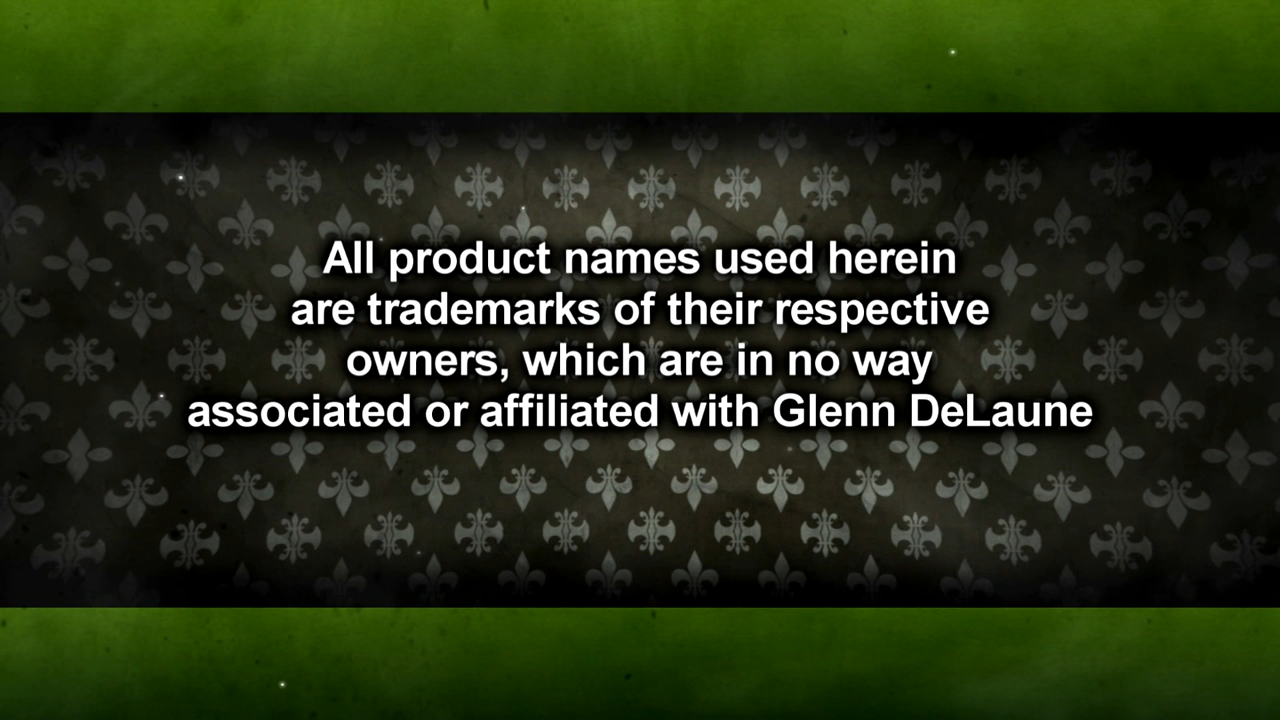 All product names used herein
are trademarks of their respective
owners, which are in no way
associated or affiliated with Glenn DeLaune